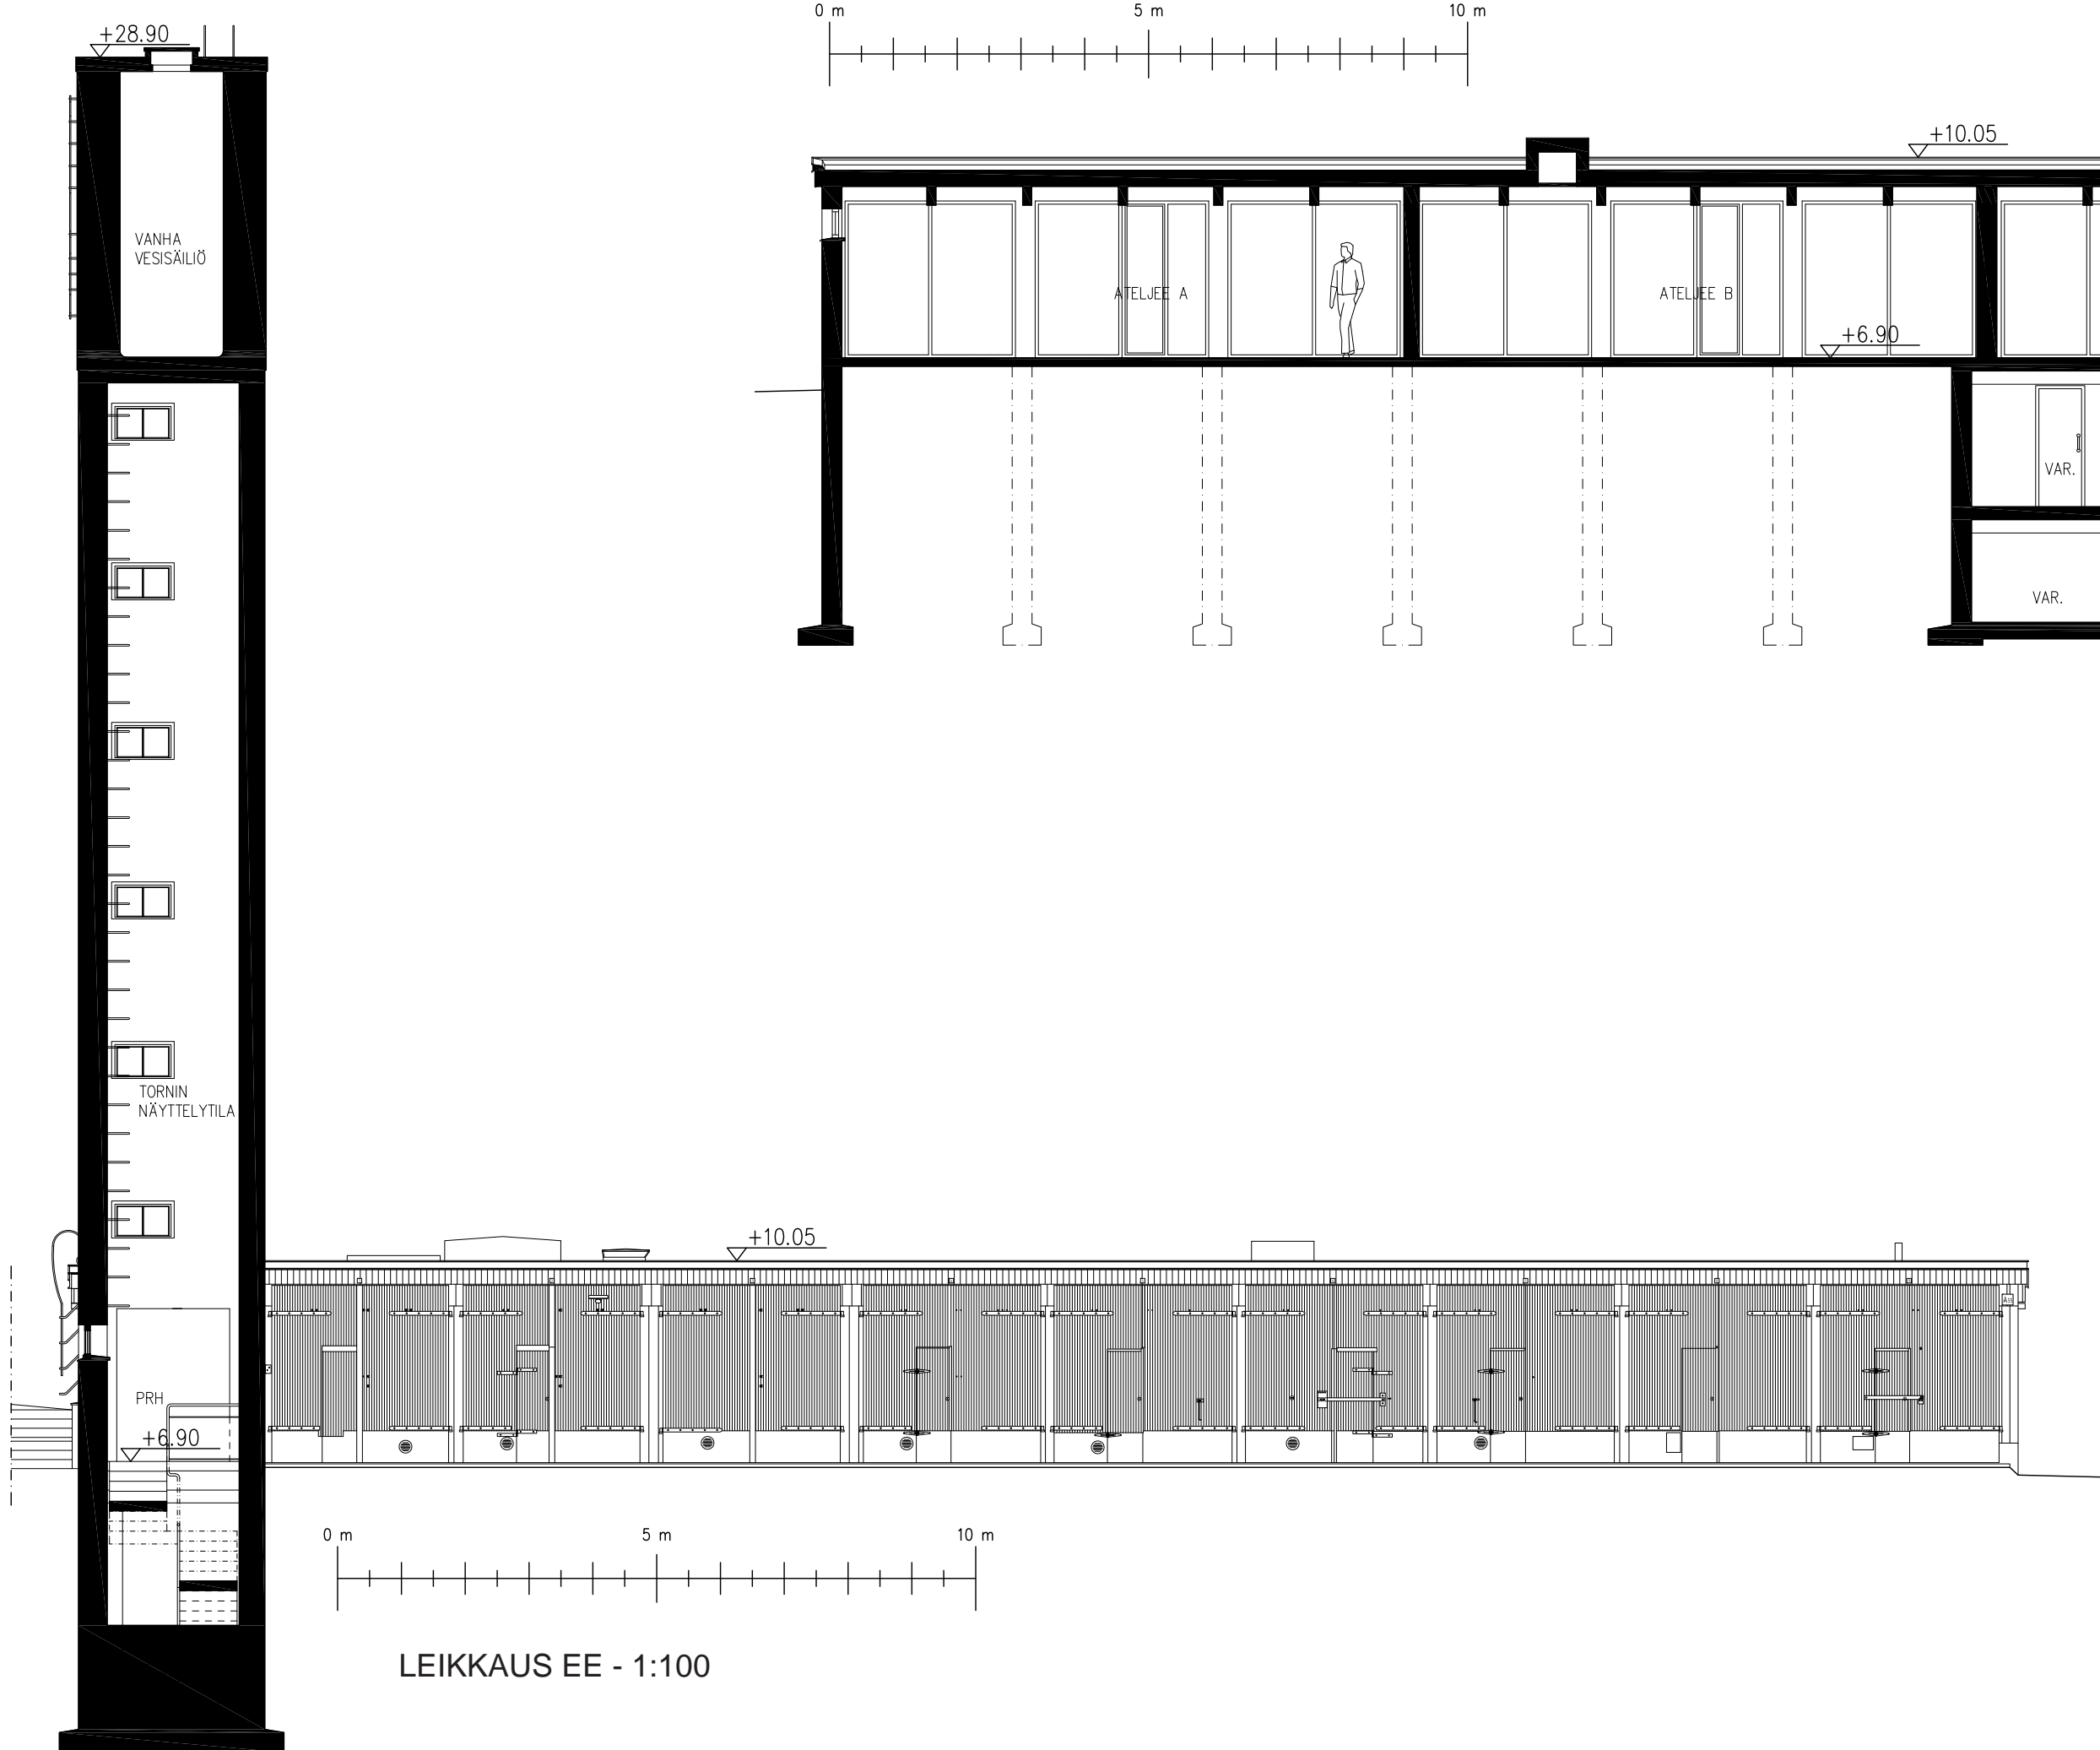 0 m 5 m 10 m
+28.90
+10.05
VANHA
VESISÄILIÖ
ATELJEE A
ATELJEE B
+6.90
VAR.
VAR.
TORNIN
NÄYTTELYTILA
+10.05
PRH
+6.90
0 m 5 m 10 m
LEIKKAUS EE - 1:100